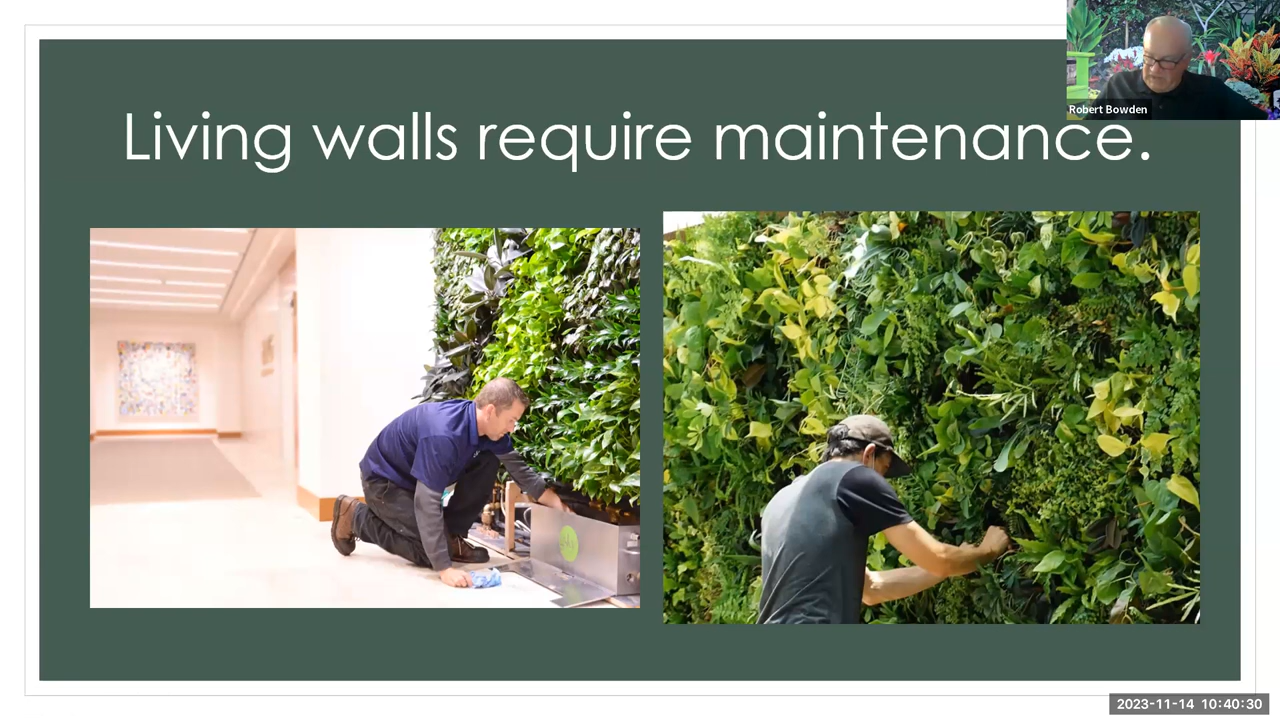 Robert Bowden
Living walls require maintenance.
2023-11-14 10:40:30